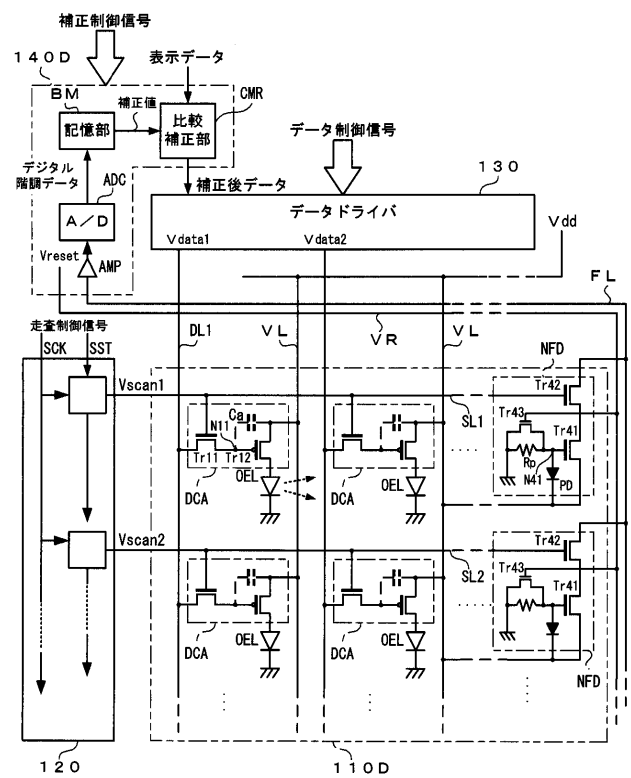 補正制御信号
140D
表示データ
BM
補正値
CMR
記憶部
比較
補正部
データ制御信号
デジタル
階調データ
ADC
補正後データ
130
A/D
データドライバ
Vdd
Vreset
AMP
Vdata1
Vdata2
FL
走査制御信号
DL1
VL
VR
VL
SCK
SST
NFD
Vscan1
Tr42
Ca
SL1
Tr43
N11
Tr41
Tr11
Tr12
Rp
OEL
OEL
N41
PD
DCA
DCA
Vscan2
Tr42
SL2
Tr43
Tr41
OEL
OEL
DCA
DCA
NFD
120
110D